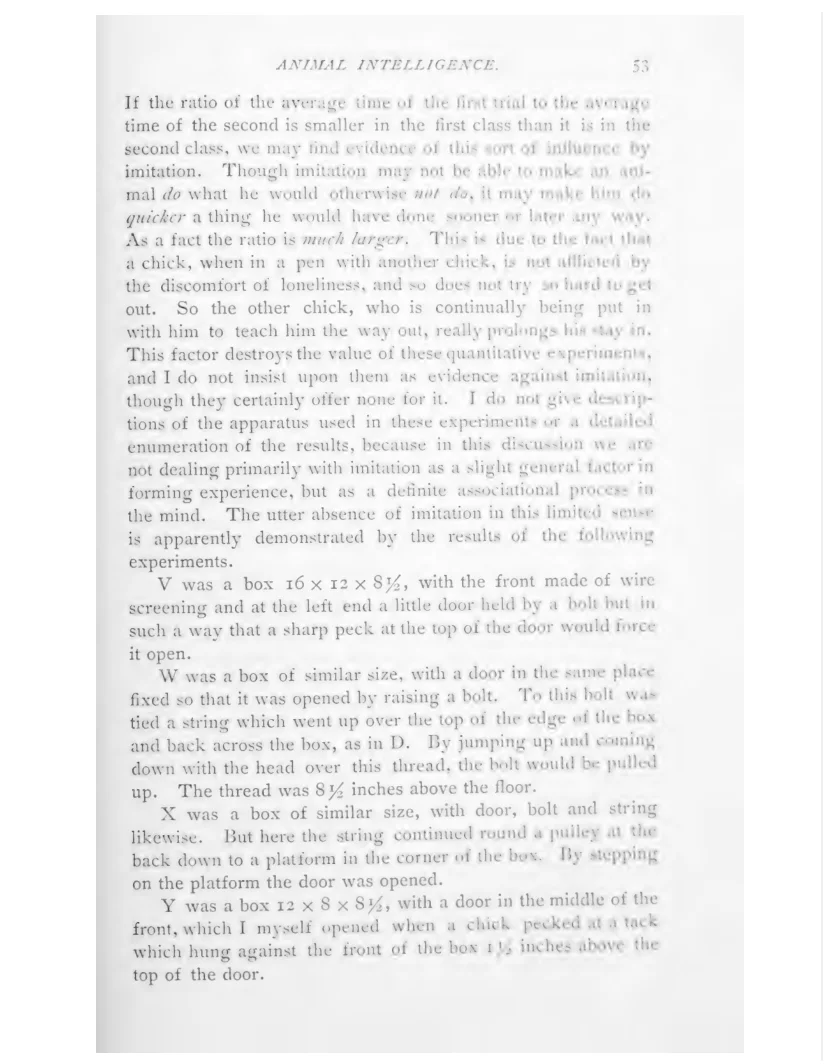 ANIMAL INTELLIGENCE. 53
If the ratio of the average time of the first trial to the average
time of the second is smaller in the first class than it is in the
second class, we may find evidence of this sort of influence by
imitation. Though imitation may not be able to make an ani-
mal do what he would otherwise not do, it may make him do
quicker a thing he would have done sooner or later any way.
As a fact the ratio is much larger. This is due to the fact that
a chick, when in a pen with another chick, is not afflicted by
the discomfort of loneliness, and so does not try so hard to get
out. So the other chick, who is continually being put in
with him to teach him the way out, really prolongs his stay in.
This factor destroys the value of these quantitative experiments,
and I do not insist upon them as evidence against imitation,
though they certainly offer none for it. I do not give descrip-
tions of the apparatus used in these experiments or a detailed
enumeration of the results, because in this discussion we are
not dealing primarily with imitation as a slight general factor in
forming experience, but as a definite associational process in
the mind. The utter absence of imitation in this limited sense
is apparently demonstrated by the results of the following
experiments.
V was a box 16 x 12 x 8½, with the front made of wire
screening and at the left end a little door held by a bolt but in
such a way that a sharp peck at the top of the door would force
it open.
W was a box of similar size, with a door in the same place
fixed so that it was opened by raising a bolt. To this bolt was
tied a string which went up over the top of the edge of the box
and back across the box, as in D. By jumping up and coming
down with the head over this thread, the bolt would be pulled
up. The thread was 8½ inches above the floor.
X was a box of similar size, with door, bolt and string
likewise. But here the string continued round a pulley at the
back down to a platform in the corner of the box. By stepping
on the platform the door was opened.
Y was a box 12 x 8 x 8½, with a door in the middle of the
front, which I myself opened when a chick pecked at a tack
which hung against the front of the box 1½ inches above the
top of the door.